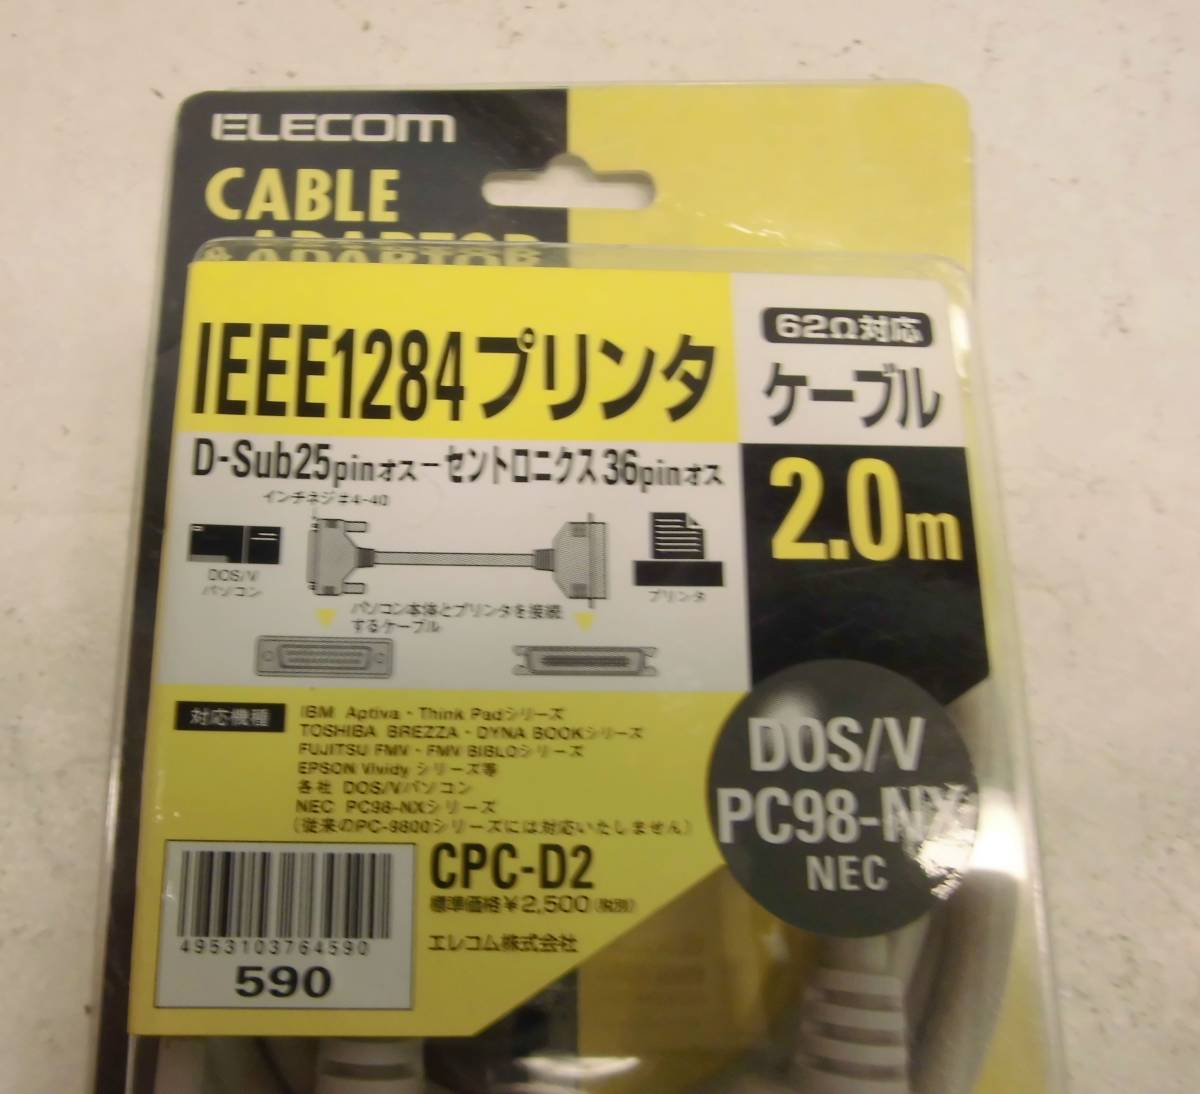 ELECOM
CABLE
& ADAPTOR
IEEE1284プリンタ
62Ω対応
ケーブル
D-Sub25pinオスーセントロニクス36pinオス
2.0m
インチネジ#4-40
DOS/V
パソコン
プリンタ
パソコン本体とプリンタを接続
するケーブル
対応機種
IBM Aptiva・Think Padシリーズ
TOSHIBA BREZZA・DYNA BOOKシリーズ
FUJITSU FMV・FMV BIBLOシリーズ
EPSON Vividy シリーズ等
各社 DOS/Vパソコン
NEC PC98-NXシリーズ
(従来のPC-9800シリーズには対応いたしません)
DOS/V
PC98-NX
NEC
CPC-D2
標準価格¥2,500(税別)
エレコム株式会社
4953103764590
590